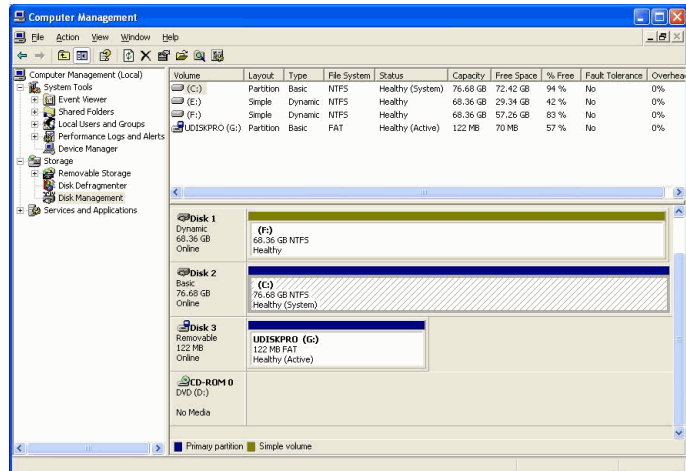 Computer Management
File Action View Window Help
Computer Management (Local)
System Tools
Event Viewer
Shared Folders
Local Users and Groups
Performance Logs and Alerts
Device Manager
Storage
Removable Storage
Disk Defragmenter
Disk Management
Services and Applications
Volume Layout Type File System Status Capacity Free Space % Free Fault Tolerance Overhea
(C:) Partition Basic NTFS Healthy (System) 76.68 GB 72.42 GB 94 % No 0%
(E:) Simple Dynamic NTFS Healthy 68.36 GB 29.34 GB 42 % No 0%
(F:) Simple Dynamic NTFS Healthy 68.36 GB 57.26 GB 83 % No 0%
UDISKPRO (G:) Partition Basic FAT Healthy (Active) 122 MB 70 MB 57 % No 0%
Disk 1
Dynamic
68.36 GB
Online
(F:)
68.36 GB NTFS
Healthy
Disk 2
Basic
76.68 GB
Online
(C:)
76.68 GB NTFS
Healthy (System)
Disk 3
Removable
122 MB
Online
UDISKPRO (G:)
122 MB FAT
Healthy (Active)
CD-ROM 0
DVD (D:)
No Media
Primary partition Simple volume